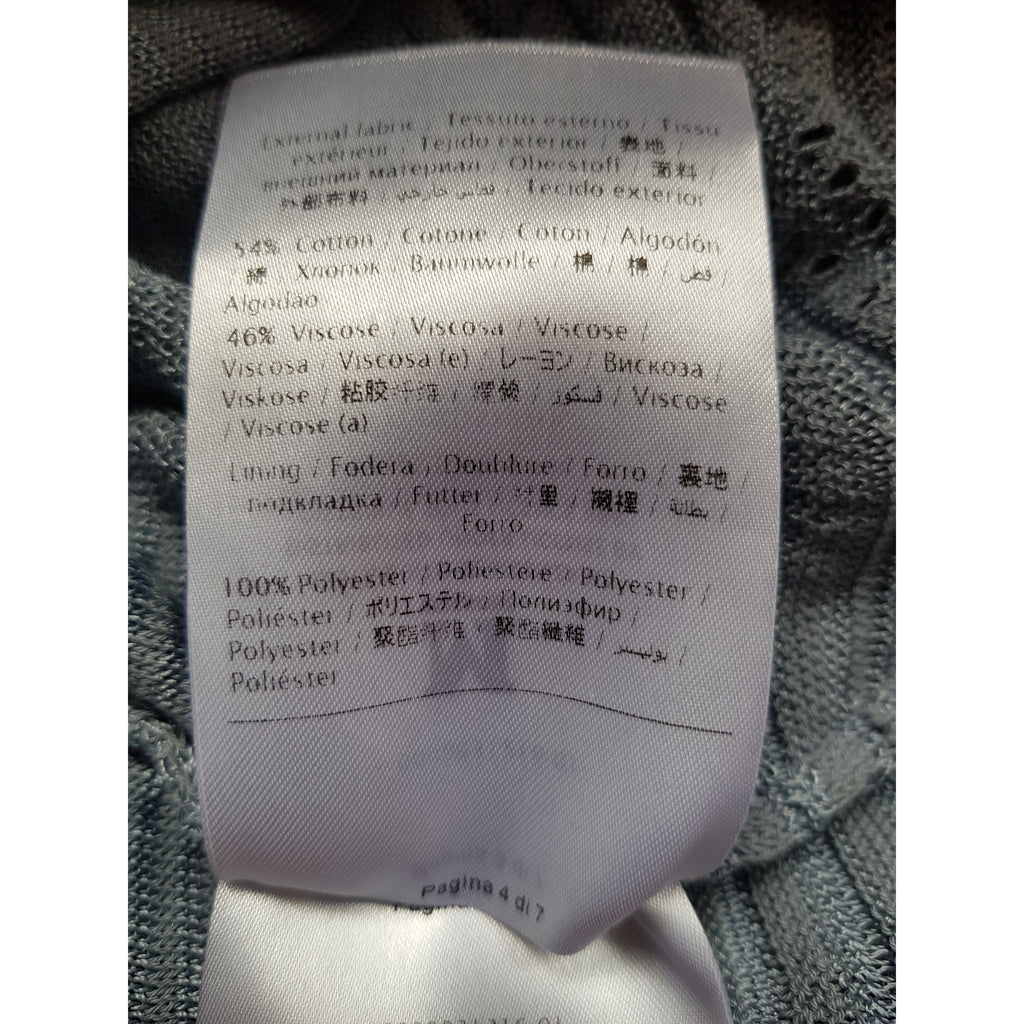 External fabric / Tessuto esterno / Tissu
extérieur / Tejido exterior / 表地 /
внешний материал / Oberstoff / 面料 /
外部布料 / قماش خارجي / Tecido exterior
54% Cotton / Cotone / Coton / Algodón
/ 綿 / Хлопок / Baumwolle / 棉 / 棉 / قطن /
Algodao
46% Viscose / Viscosa / Viscose /
Viscosa / Viscosa (e) / レーヨン / Вискоза /
Viskose / 粘胶纤维 / / فسكوز / Viscose
/ Viscose (a)
Lining / Fodera / Doublure / Forro / 裏地 /
подкладка / Futter / 衬里 / 襯裡 / بطانة /
Forro
100% Polyester / Poliestere / Polyester /
Poliéster / ポリエステル / Полиэфир /
Polyester / 聚酯纤维 / 聚酯纖維 / بوليستر /
Poliéster
Pagina 4 di 7